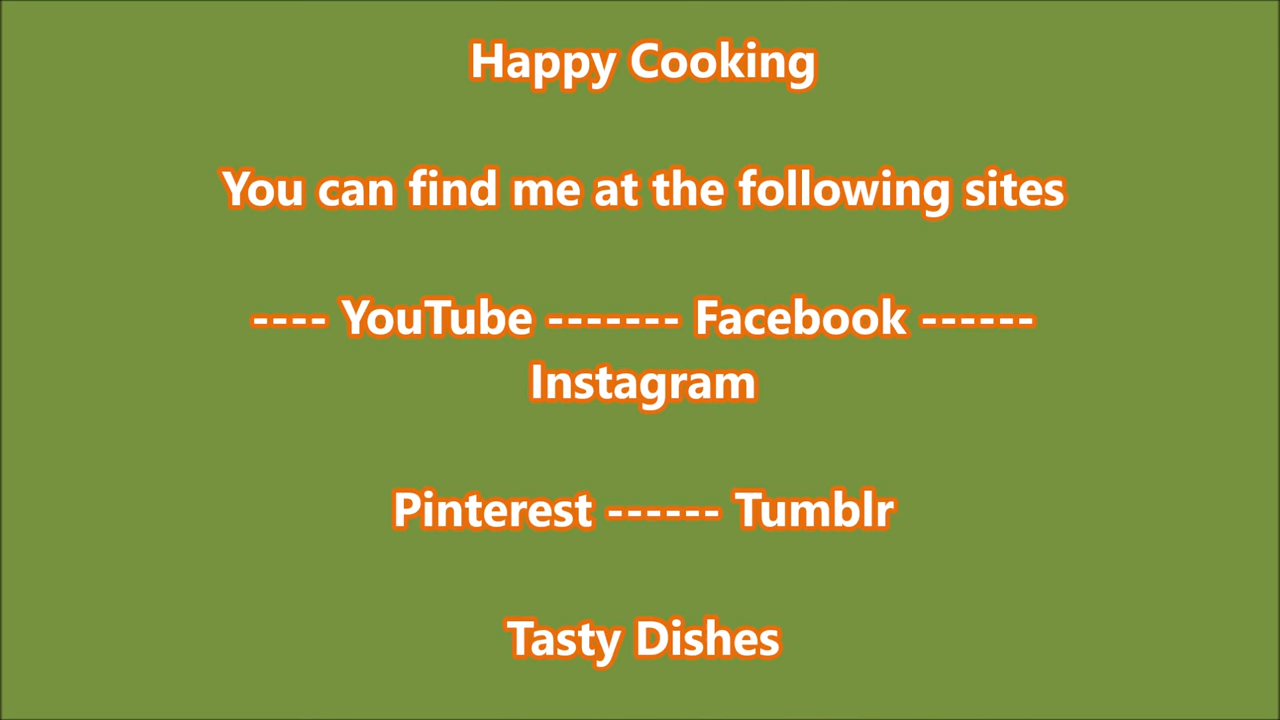 Happy Cooking
You can find me at the following sites
---- YouTube ------- Facebook ------
Instagram
Pinterest ------ Tumblr
Tasty Dishes